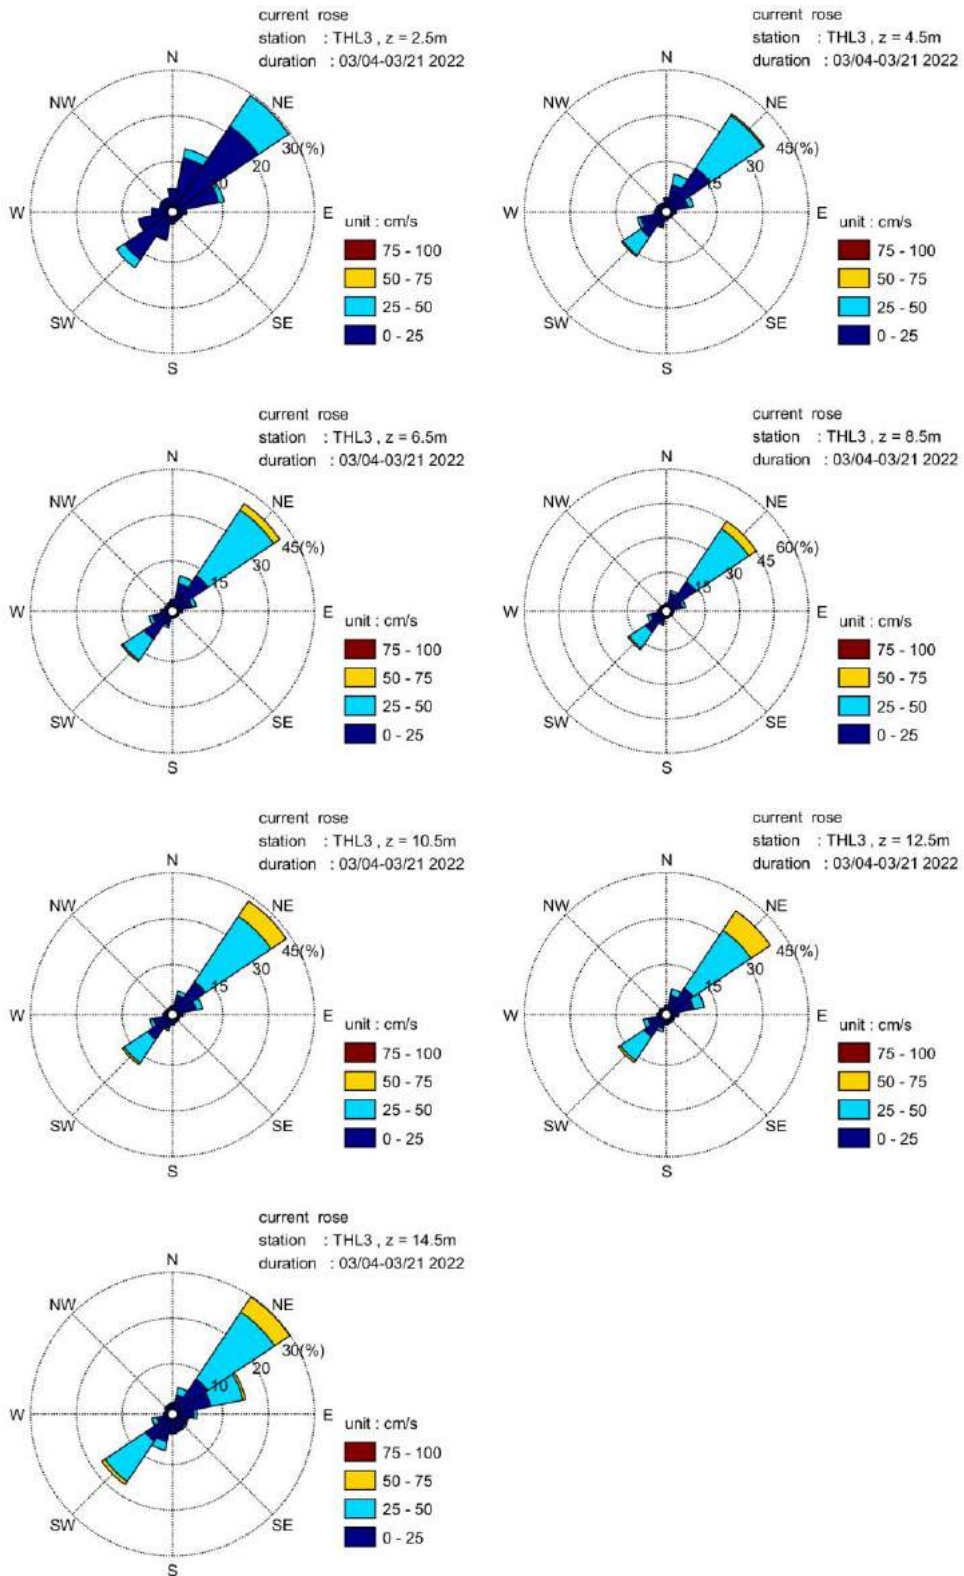 current rose
station : THL3 , z = 2.5m
duration : 03/04-03/21 2022
N
NW
NE
30(%)
20
W
E
unit : cm/s
75 - 100
50 - 75
25 - 50
0 - 25
SW
SE
S
current rose
station : THL3 , z = 4.5m
duration : 03/04-03/21 2022
N
NW
NE
45(%)
30
15
W
E
unit : cm/s
75 - 100
50 - 75
25 - 50
0 - 25
SW
SE
S
current rose
station : THL3 , z = 6.5m
duration : 03/04-03/21 2022
N
NW
NE
45(%)
30
15
W
E
unit : cm/s
75 - 100
50 - 75
25 - 50
0 - 25
SW
SE
S
current rose
station : THL3 , z = 8.5m
duration : 03/04-03/21 2022
N
NW
NE
60(%)
45
30
15
W
E
unit : cm/s
75 - 100
50 - 75
25 - 50
0 - 25
SW
SE
S
current rose
station : THL3 , z = 10.5m
duration : 03/04-03/21 2022
N
NW
NE
45(%)
30
15
W
E
unit : cm/s
75 - 100
50 - 75
25 - 50
0 - 25
SW
SE
S
current rose
station : THL3 , z = 12.5m
duration : 03/04-03/21 2022
N
NW
NE
45(%)
30
15
W
E
unit : cm/s
75 - 100
50 - 75
25 - 50
0 - 25
SW
SE
S
current rose
station : THL3 , z = 14.5m
duration : 03/04-03/21 2022
N
NW
NE
30(%)
20
10
W
E
unit : cm/s
75 - 100
50 - 75
25 - 50
0 - 25
SW
SE
S